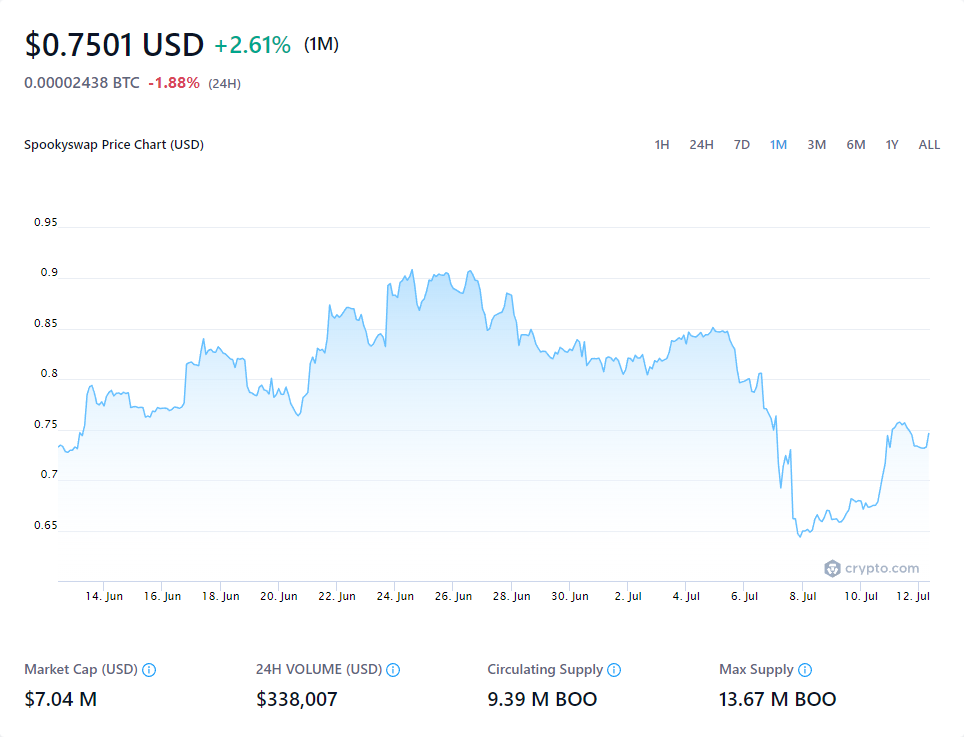 $0.7501 USD +2.61% (1M)
0.00002438 BTC -1.88% (24H)
Spookyswap Price Chart (USD) 1H 24H 7D 1M 3M 6M 1Y ALL
0.95
0.9
0.85
0.8
0.75
0.7
0.65
crypto.com
14. Jun 16. Jun 18. Jun 20. Jun 22. Jun 24. Jun 26. Jun 28. Jun 30. Jun 2. Jul 4. Jul 6. Jul 8. Jul 10. Jul 12. Jul
Market Cap (USD) 24H VOLUME (USD) Circulating Supply Max Supply
$7.04 M $338,007 9.39 M BOO 13.67 M BOO